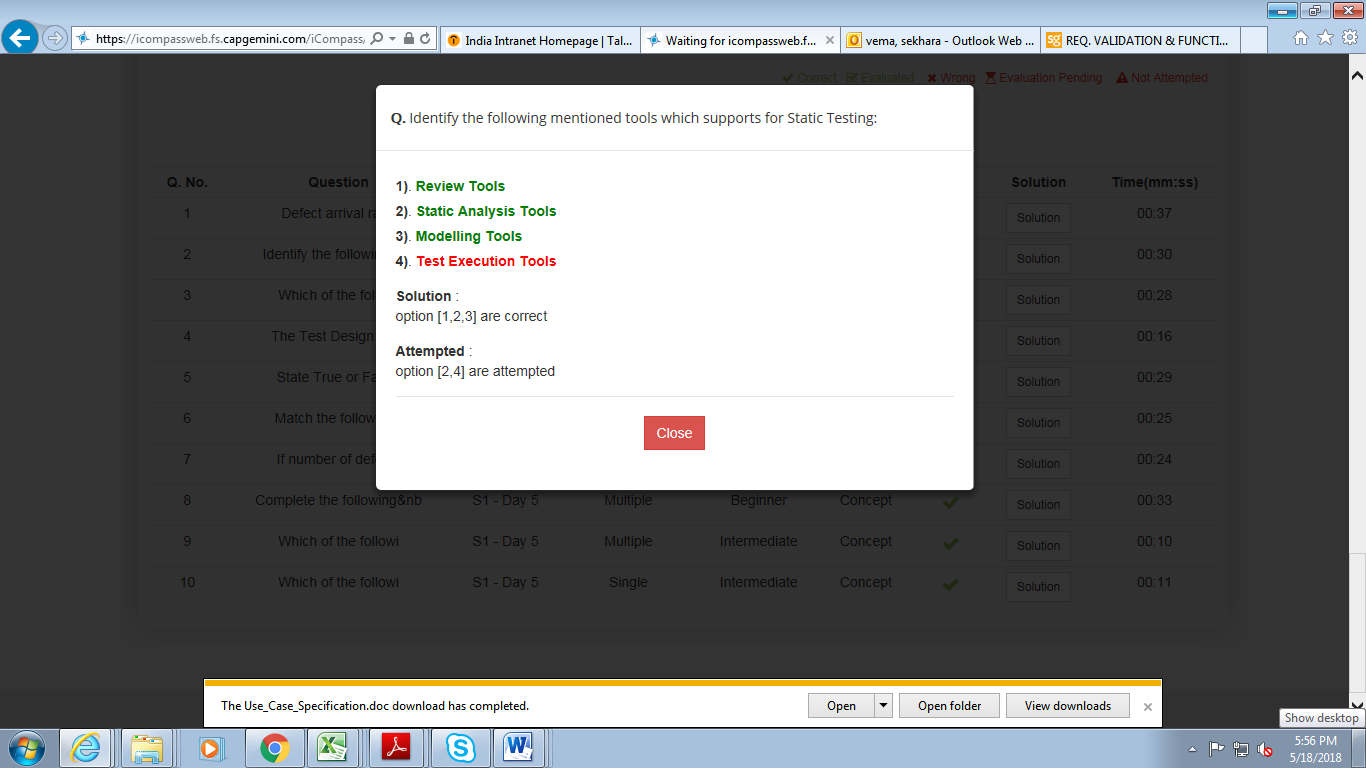 https://icompassweb.fs.capgemini.com/iCompass/
India Intranet Homepage | Tal...
Waiting for icompassweb.f...
vema, sekhara - Outlook Web ...
REQ. VALIDATION & FUNCTI...
Correct Evaluated Wrong Evaluation Pending Not Attempted
Q. Identify the following mentioned tools which supports for Static Testing:
1). Review Tools
2). Static Analysis Tools
3). Modelling Tools
4). Test Execution Tools
Solution :
option [1,2,3] are correct
Attempted :
option [2,4] are attempted
Close
Q. No. Question Solution Time(mm:ss)
1 Defect arrival ra Solution 00:37
2 Identify the followi Solution 00:30
3 Which of the fol Solution 00:28
4 The Test Design Solution 00:16
5 State True or Fa Solution 00:29
6 Match the follow Solution 00:25
7 If number of def Solution 00:24
8 Complete the following&nb S1 - Day 5 Multiple Beginner Concept Solution 00:33
9 Which of the followi S1 - Day 5 Multiple Intermediate Concept Solution 00:10
10 Which of the followi S1 - Day 5 Single Intermediate Concept Solution 00:11
The Use_Case_Specification.doc download has completed.
Open Open folder View downloads
Show desktop
5:56 PM
5/18/2018